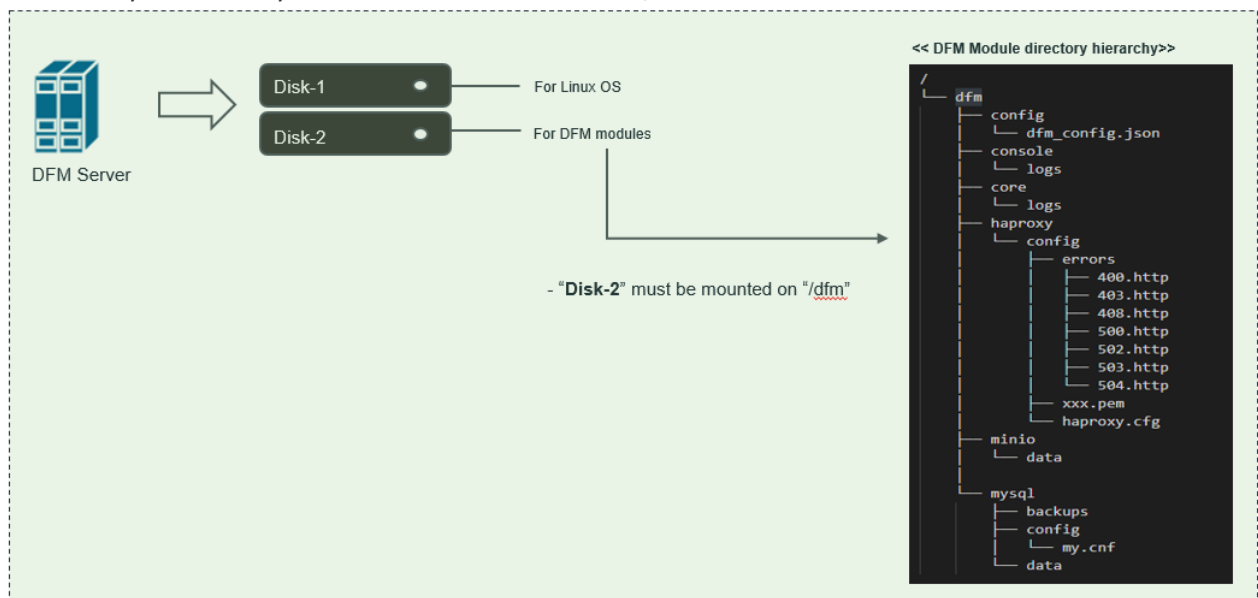 DFM Server
Disk-1
For Linux OS
Disk-2
For DFM modules
- “Disk-2” must be mounted on “/dfm”
<< DFM Module directory hierarchy>>
/
└── dfm
    ├── config
    │   └── dfm_config.json
    ├── console
    │   └── logs
    ├── core
    │   └── logs
    ├── haproxy
    │   └── config
    │       ├── errors
    │       │   ├── 400.http
    │       │   ├── 403.http
    │       │   ├── 408.http
    │       │   ├── 500.http
    │       │   ├── 502.http
    │       │   ├── 503.http
    │       │   └── 504.http
    │       ├── xxx.pem
    │       └── haproxy.cfg
    ├── minio
    │   └── data
    │
    └── mysql
        ├── backups
        ├── config
        │   └── my.cnf
        └── data